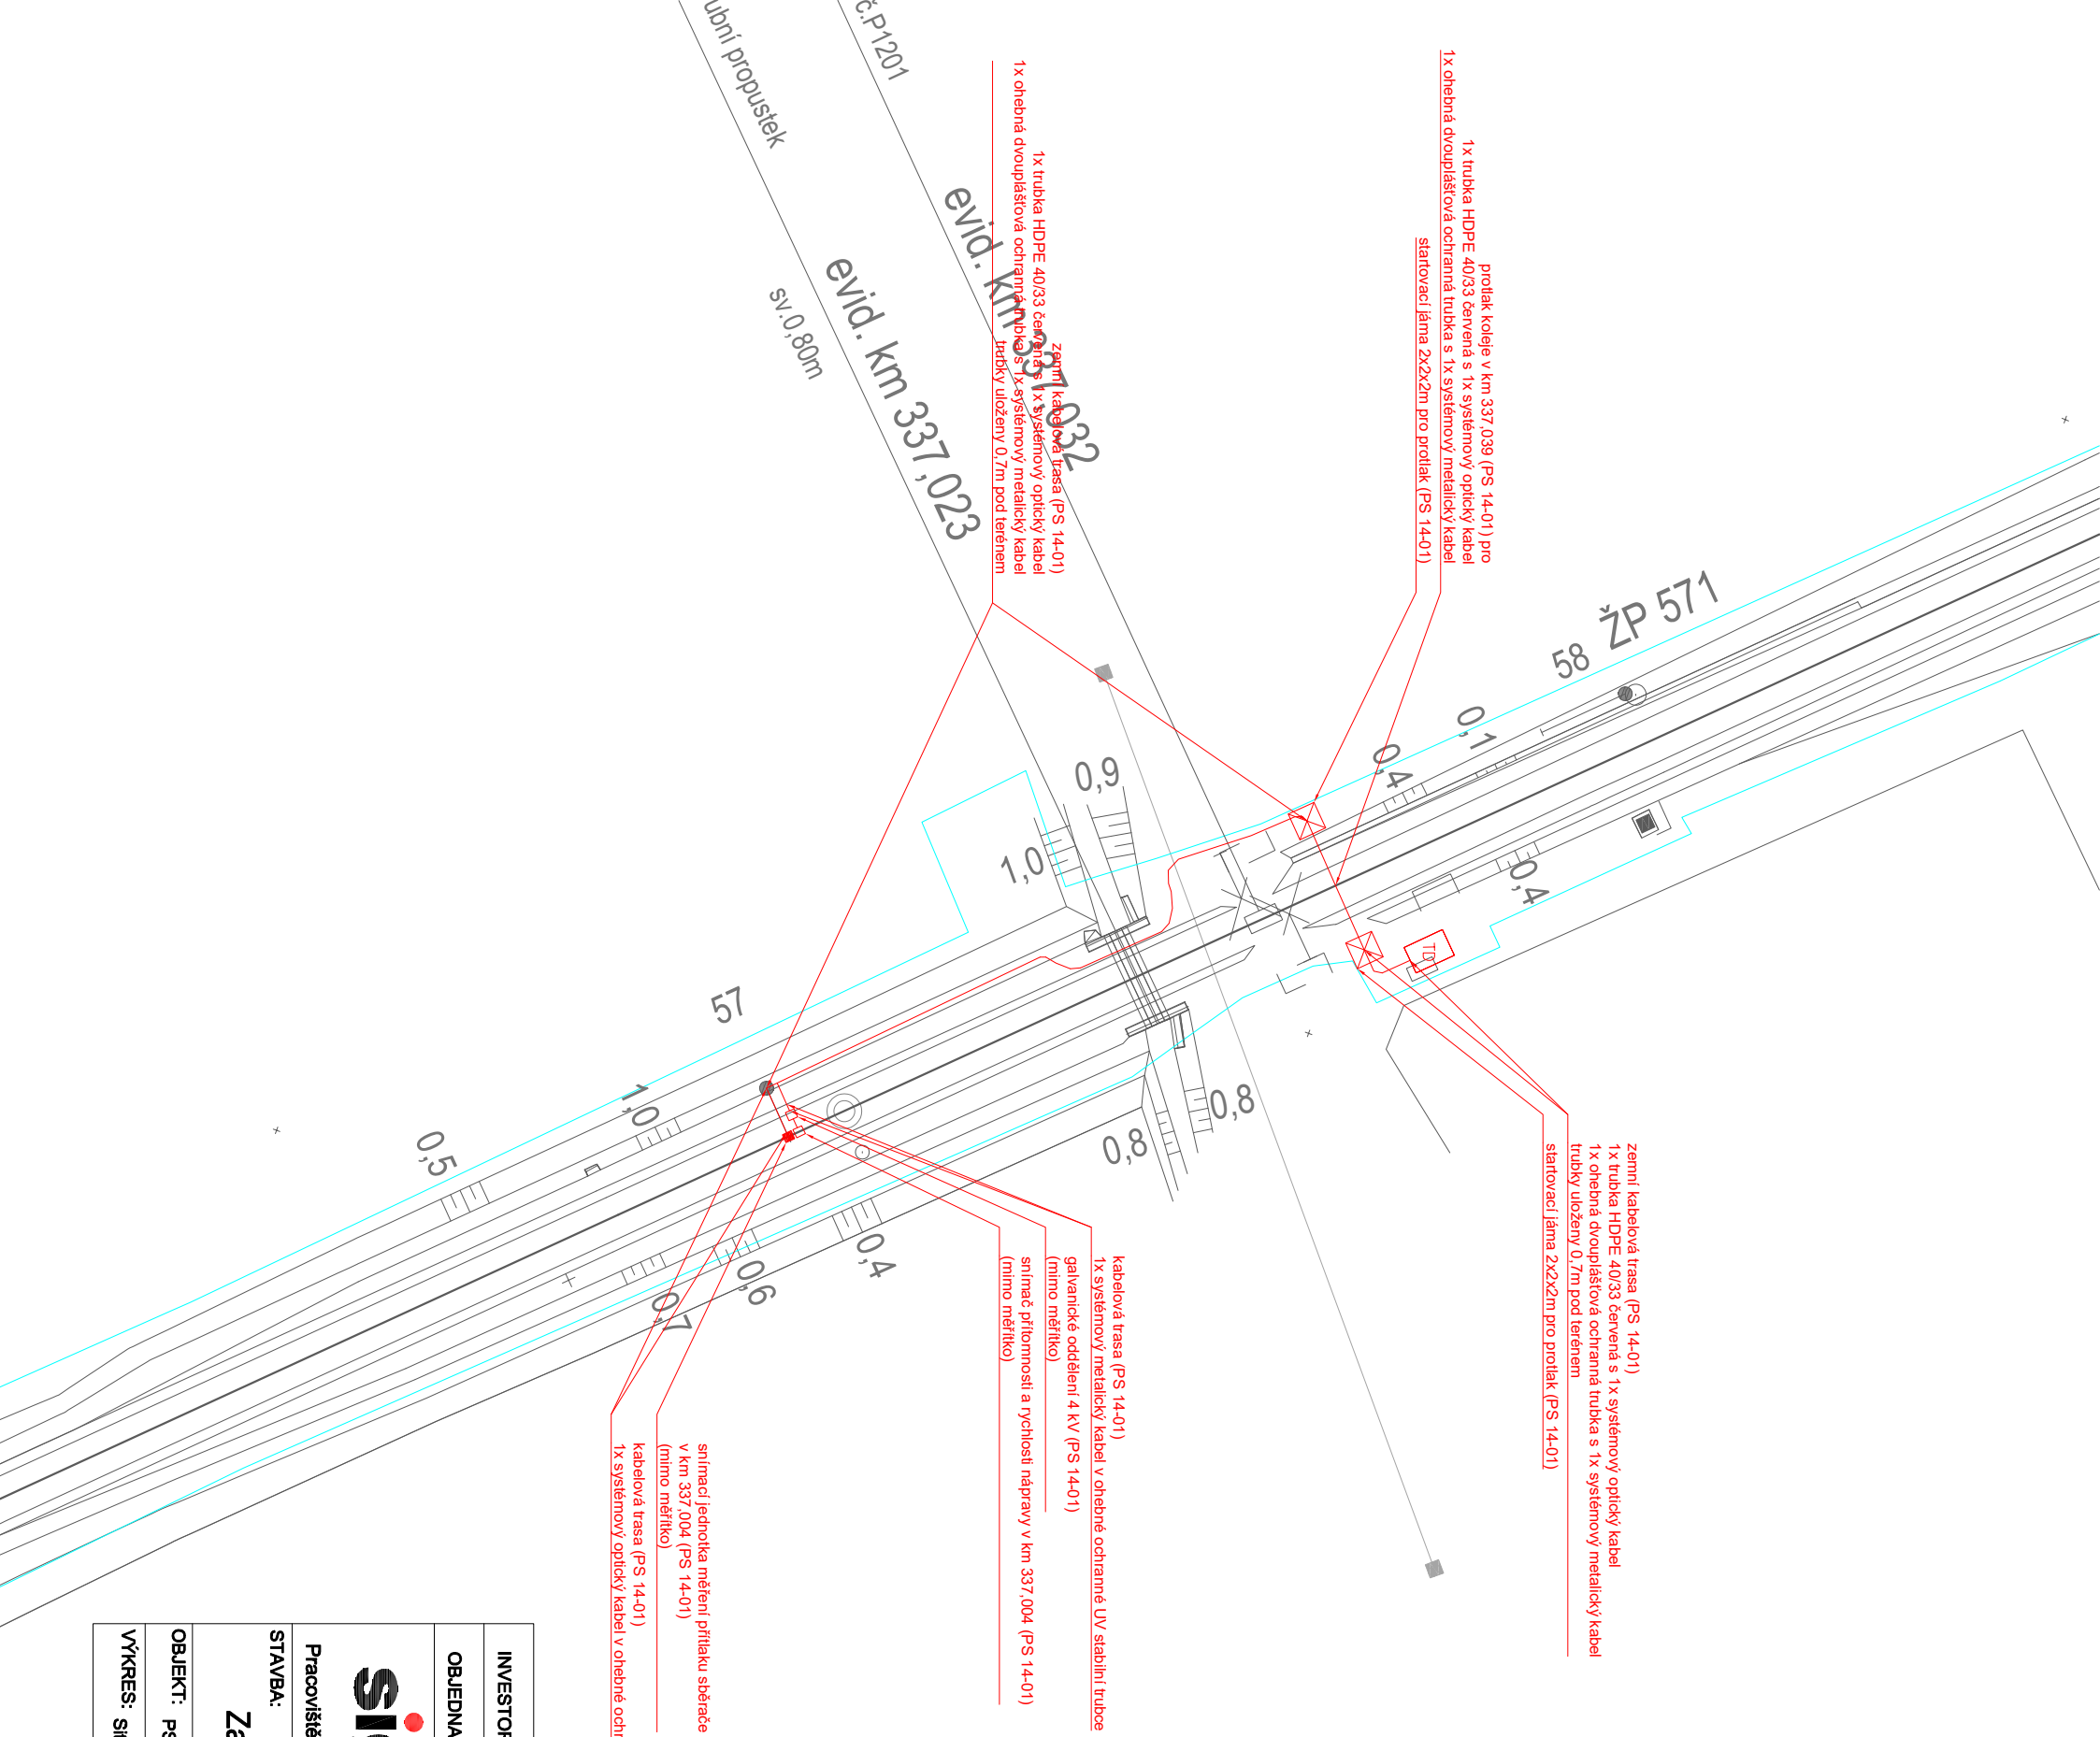 č.P1201
ubní propustek
evid. km 337,032
evid. km 337,023
sv.0,80m
zemní kabelová trasa (PS 14-01)
1x trubka HDPE 40/33 červená s 1x systémový optický kabel
1x ohebná dvouplášťová ochranná trubka s 1x systémový metalický kabel
trubky uloženy 0,7m pod terénem
protlak koleje v km 337,039 (PS 14-01) pro
1x trubka HDPE 40/33 červená s 1x systémový optický kabel
1x ohebná dvouplášťová ochranná trubka s 1x systémový metalický kabel
startovací jáma 2x2x2m pro protlak (PS 14-01)
58 ŽP 571
0,1
0,4
0,9
1,0
0,4
TD
57
1,0
0,5
0,8
0,8
0,4
0,6
0,7
zemní kabelová trasa (PS 14-01)
1x trubka HDPE 40/33 červená s 1x systémový optický kabel
1x ohebná dvouplášťová ochranná trubka s 1x systémový metalický kabel
trubky uloženy 0,7m pod terénem
startovací jáma 2x2x2m pro protlak (PS 14-01)
kabelová trasa (PS 14-01)
1x systémový metalický kabel v ohebné ochranné UV stabilní trubce
galvanické oddělení 4 kV (PS 14-01)
(mimo měřítko)
snímač přítomnosti a rychlosti nápravy v km 337,004 (PS 14-01)
(mimo měřítko)
snímací jednotka měření přítlaku sběrače
v km 337,004 (PS 14-01)
(mimo měřítko)
kabelová trasa (PS 14-01)
1x systémový optický kabel v ohebné ochr
INVESTOR
OBJEDNA
Pracoviště
STAVBA:
Za
OBJEKT: PS
VÝKRES: Sit